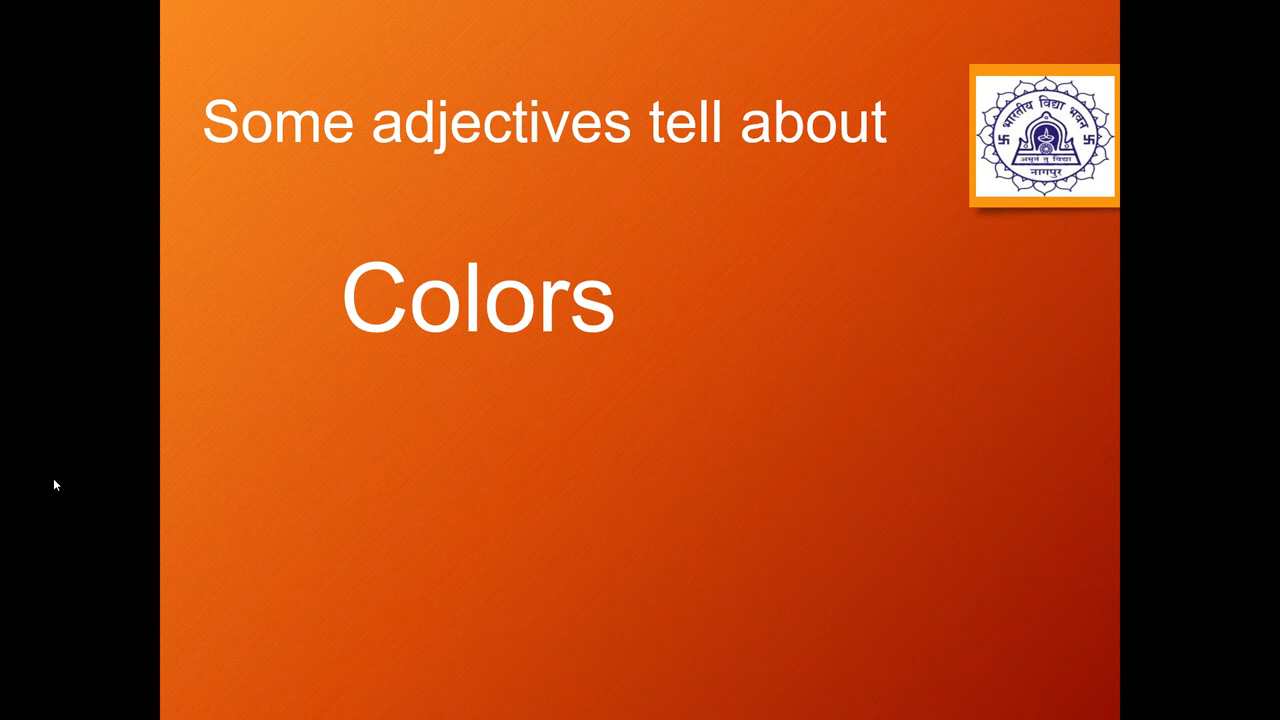 Some adjectives tell about
भारतीय विद्या भवन
अमृतं तु विद्या
नागपुर
Colors